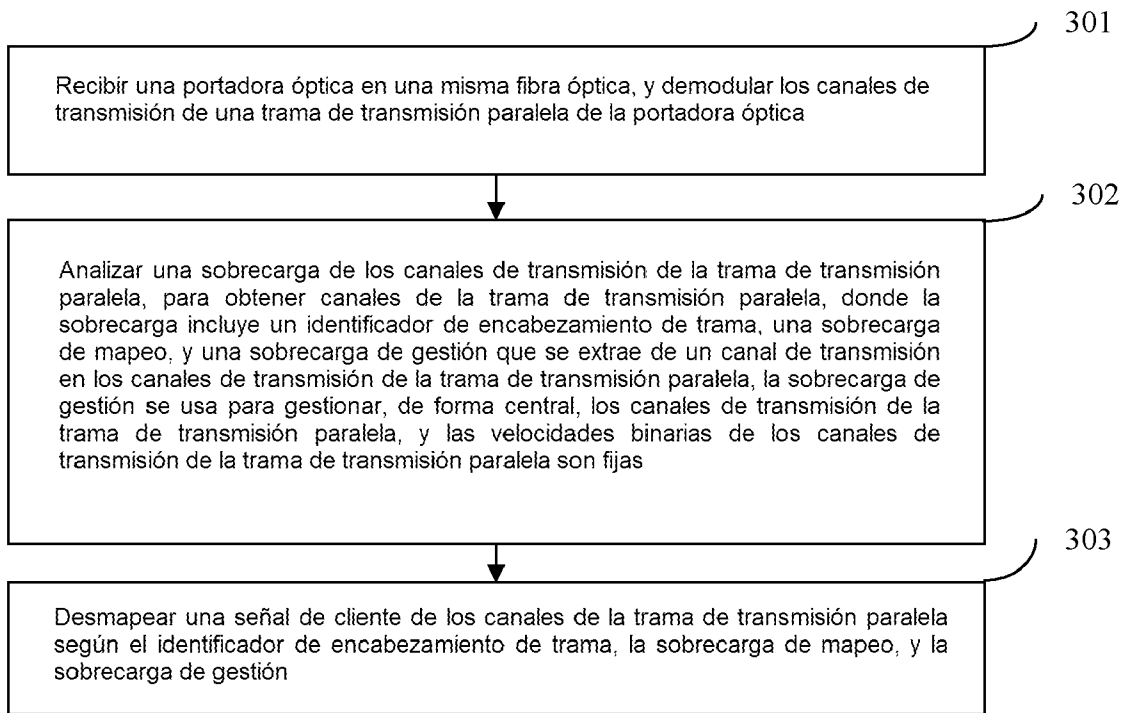 301
Recibir una portadora óptica en una misma fibra óptica, y demodular los canales de
transmisión de una trama de transmisión paralela de la portadora óptica
302
Analizar una sobrecarga de los canales de transmisión de la trama de transmisión
paralela, para obtener canales de la trama de transmisión paralela, donde la
sobrecarga incluye un identificador de encabezamiento de trama, una sobrecarga
de mapeo, y una sobrecarga de gestión que se extrae de un canal de transmisión
en los canales de transmisión de la trama de transmisión paralela, la sobrecarga de
gestión se usa para gestionar, de forma central, los canales de transmisión de la
trama de transmisión paralela, y las velocidades binarias de los canales de
transmisión de la trama de transmisión paralela son fijas
303
Desmapear una señal de cliente de los canales de la trama de transmisión paralela
según el identificador de encabezamiento de trama, la sobrecarga de mapeo, y la
sobrecarga de gestión